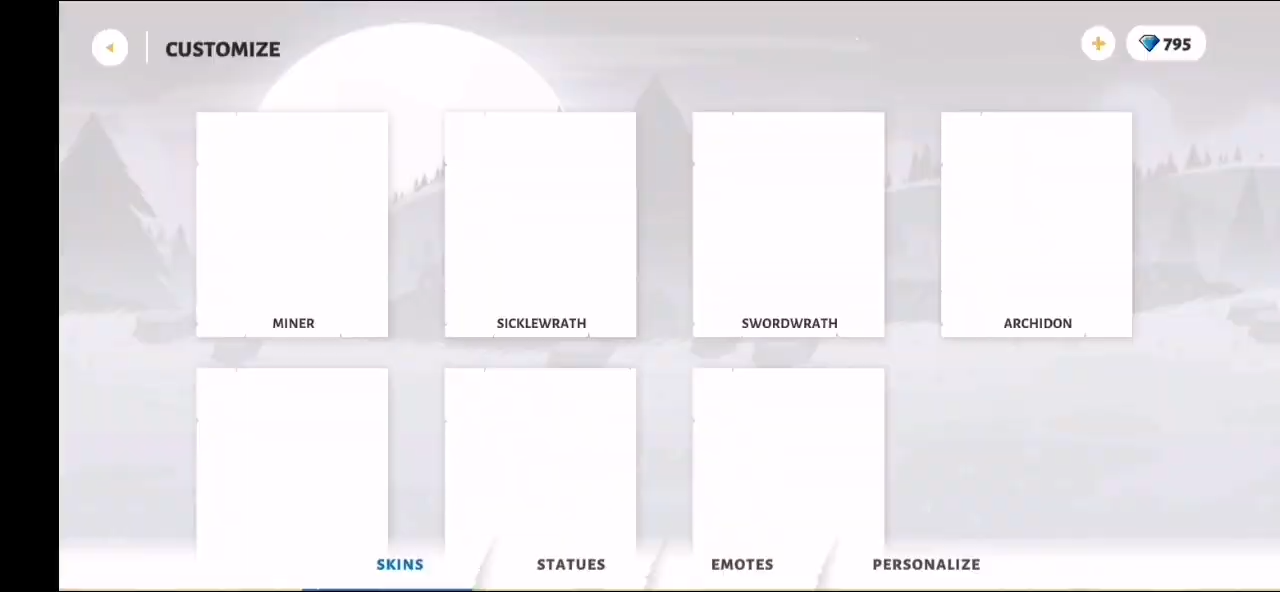 CUSTOMIZE
795
MINER
SICKLEWRATH
SWORDWRATH
ARCHIDON
SKINS
STATUES
EMOTES
PERSONALIZE